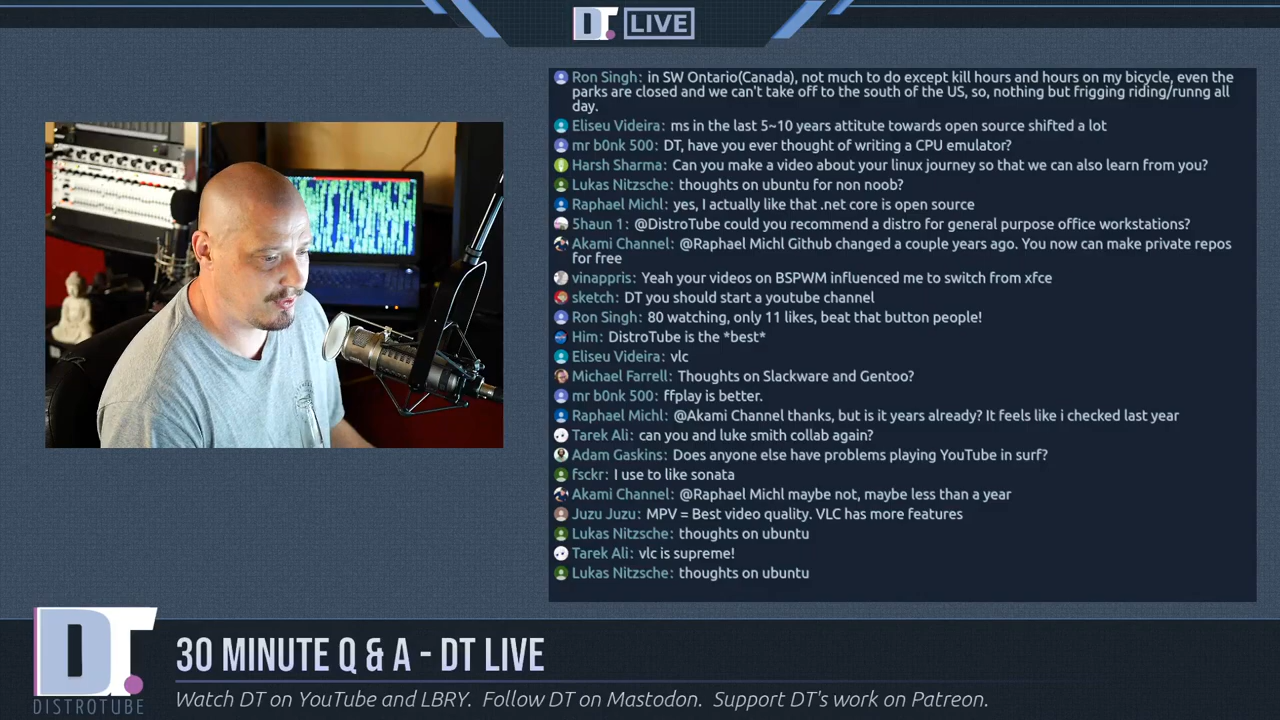 DT. LIVE
Ron Singh: in SW Ontario(Canada), not much to do except kill hours and hours on my bicycle, even the
parks are closed and we can't take off to the south of the US, so, nothing but frigging riding/runng all
day.
Eliseu Videira: ms in the last 5~10 years attitute towards open source shifted a lot
mr b0nk 500: DT, have you ever thought of writing a CPU emulator?
Harsh Sharma: Can you make a video about your linux journey so that we can also learn from you?
Lukas Nitzsche: thoughts on ubuntu for non noob?
Raphael Michl: yes, I actually like that .net core is open source
5haun 1: @DistroTube could you recommend a distro for general purpose office workstations?
Akami Channel: @Raphael Michl Github changed a couple years ago. You now can make private repos
for free
vinappris: Yeah your videos on BSPWM influenced me to switch from xfce
sketch: DT you should start a youtube channel
Ron Singh: 80 watching, only 11 likes, beat that button people!
Him: DistroTube is the *best*
Eliseu Videira: vlc
Michael Farrell: Thoughts on Slackware and Gentoo?
mr b0nk 500: ffplay is better.
Raphael Michl: @Akami Channel thanks, but is it years already? It feels like i checked last year
Tarek Ali: can you and luke smith collab again?
Adam Gaskins: Does anyone else have problems playing YouTube in surf?
fsckr: I use to like sonata
Akami Channel: @Raphael Michl maybe not, maybe less than a year
Juzu Juzu: MPV = Best video quality. VLC has more features
Lukas Nitzsche: thoughts on ubuntu
Tarek Ali: vlc is supreme!
Lukas Nitzsche: thoughts on ubuntu
DT.
DISTROTUBE
30 MINUTE Q & A - DT LIVE
Watch DT on YouTube and LBRY. Follow DT on Mastodon. Support DT's work on Patreon.